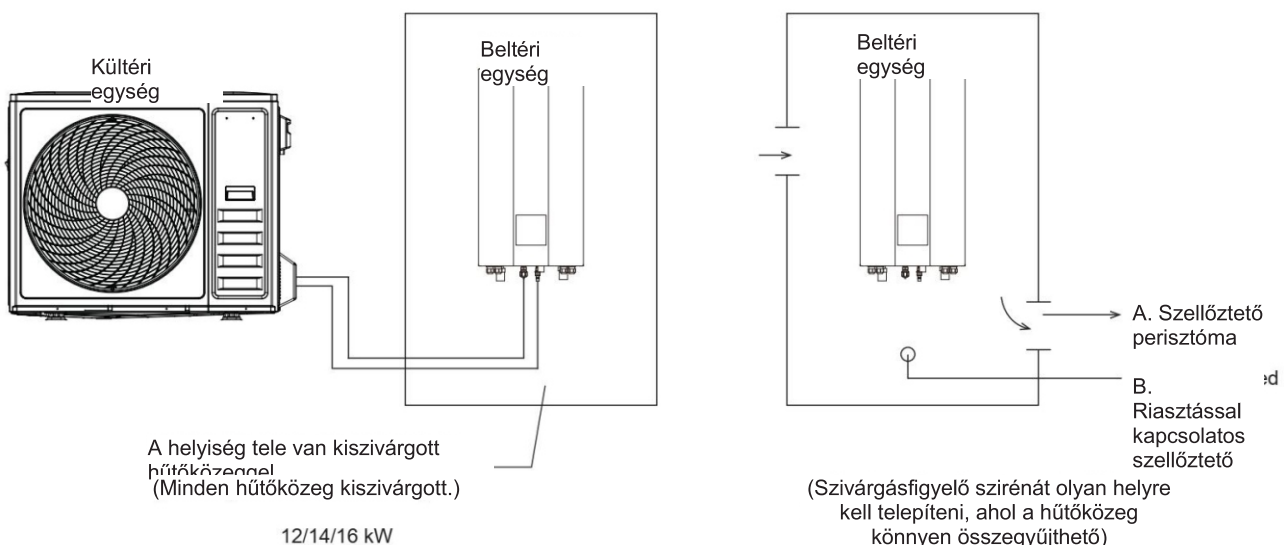 Kültéri
egység
Beltéri
egység
A helyiség tele van kiszivárgott
hűtőközeggel
(Minden hűtőközeg kiszivárgott.)
12/14/16 kW
Beltéri
egység
A. Szellőztető
perisztóma
B.
Riasztással
kapcsolatos
szellőztető
(Szivárgásfigyelő szirénát olyan helyre
kell telepíteni, ahol a hűtőközeg
könnyen összegyűjthető)